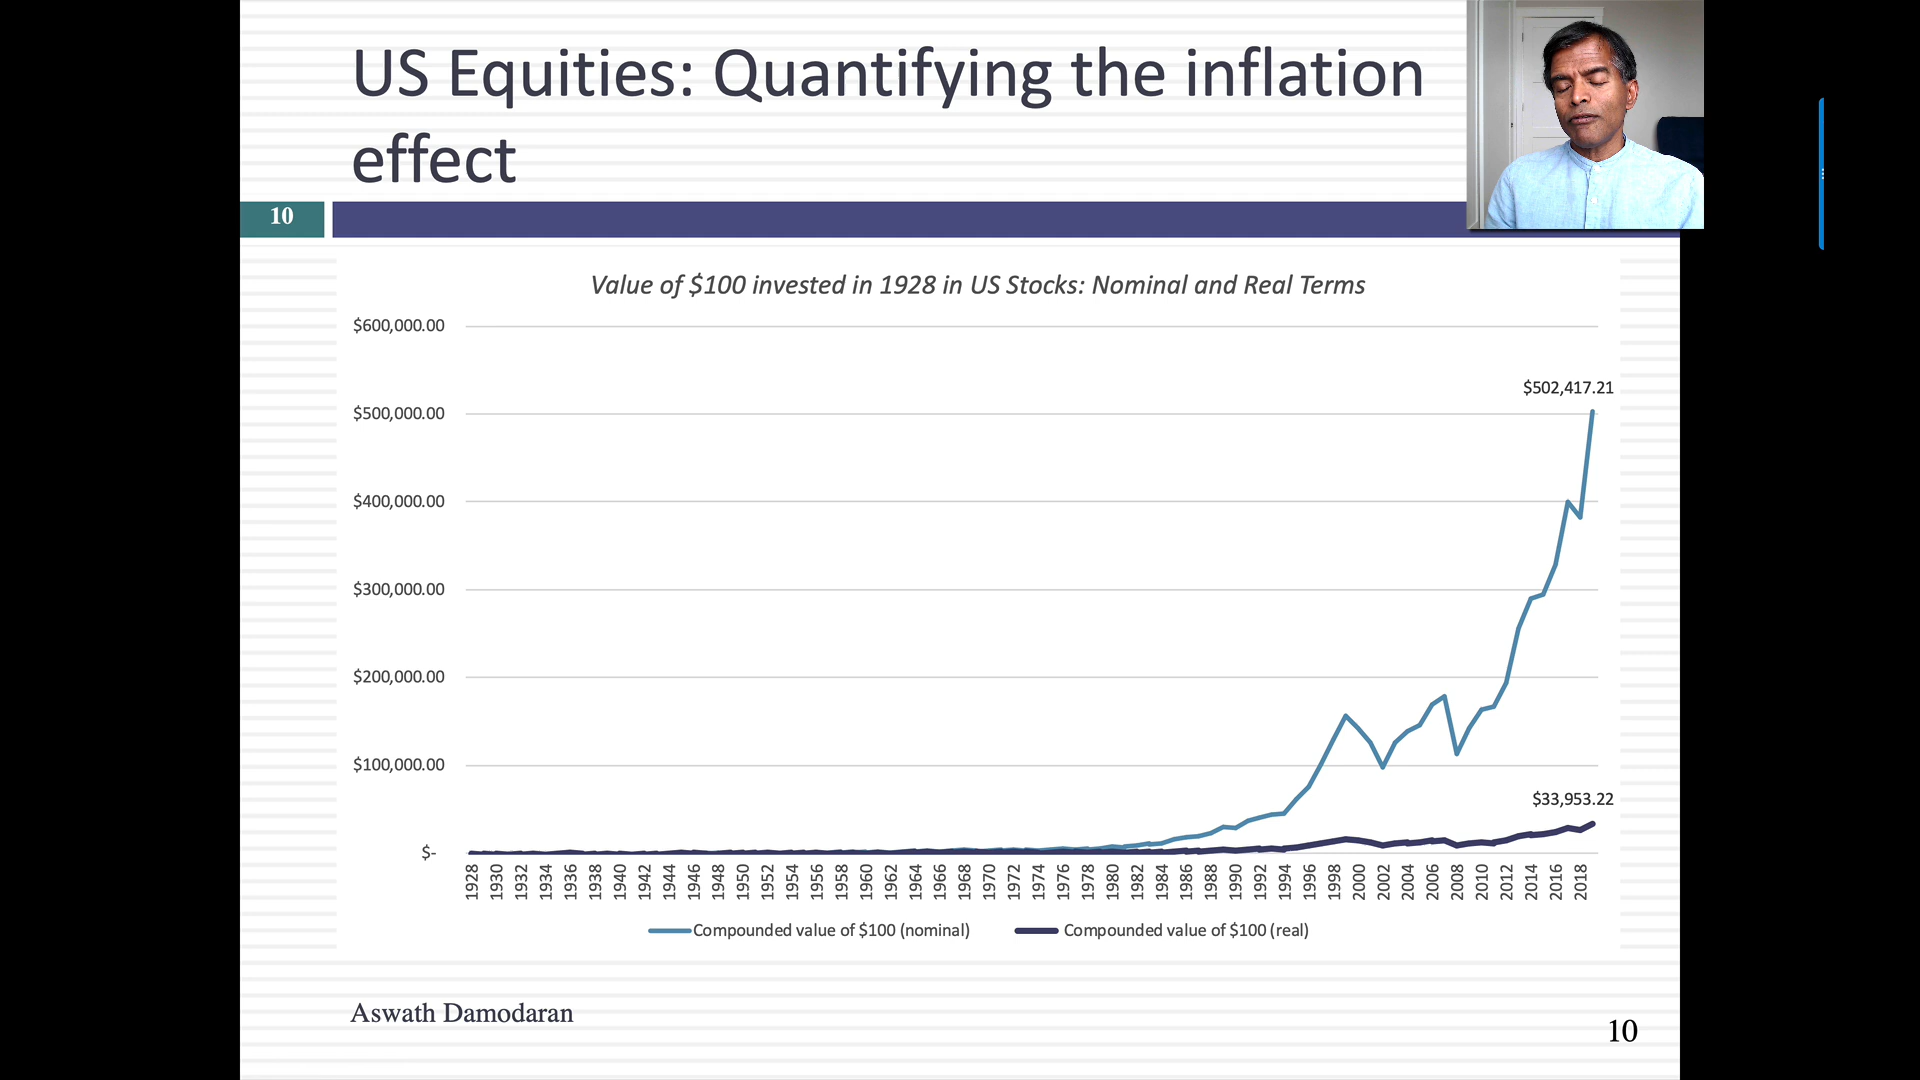 US Equities: Quantifying the inflation
effect
10
Value of $100 invested in 1928 in US Stocks: Nominal and Real Terms
$600,000.00
$502,417.21
$500,000.00
$400,000.00
$300,000.00
$200,000.00
$100,000.00
$33,953.22
$-
1928 1930 1932 1934 1936 1938 1940 1942 1944 1946 1948 1950 1952 1954 1956 1958 1960 1962 1964 1966 1968 1970 1972 1974 1976 1978 1980 1982 1984 1986 1988 1990 1992 1994 1996 1998 2000 2002 2004 2006 2008 2010 2012 2014 2016 2018
Compounded value of $100 (nominal) Compounded value of $100 (real)
Aswath Damodaran
10